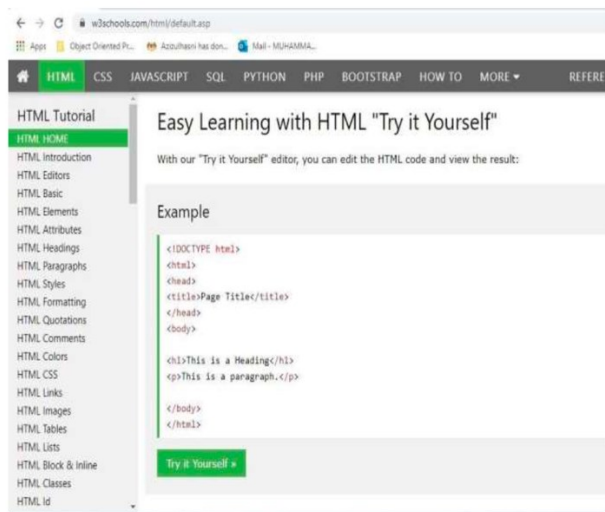 w3schools.com/html/default.asp
Apps Object Oriented Pr... Azoulhasni has don... Mail - MUHAMMA...
HTML CSS JAVASCRIPT SQL PYTHON PHP BOOTSTRAP HOW TO MORE REFERE
HTML Tutorial
HTML HOME
HTML Introduction
HTML Editors
HTML Basic
HTML Elements
HTML Attributes
HTML Headings
HTML Paragraphs
HTML Styles
HTML Formatting
HTML Quotations
HTML Comments
HTML Colors
HTML CSS
HTML Links
HTML Images
HTML Tables
HTML Lists
HTML Block & Inline
HTML Classes
HTML Id
Easy Learning with HTML "Try it Yourself"
With our "Try it Yourself" editor, you can edit the HTML code and view the result:
Example
<!DOCTYPE html>
<html>
<head>
<title>Page Title</title>
</head>
<body>
<h1>This is a Heading</h1>
<p>This is a paragraph.</p>
</body>
</html>
Try it Yourself »